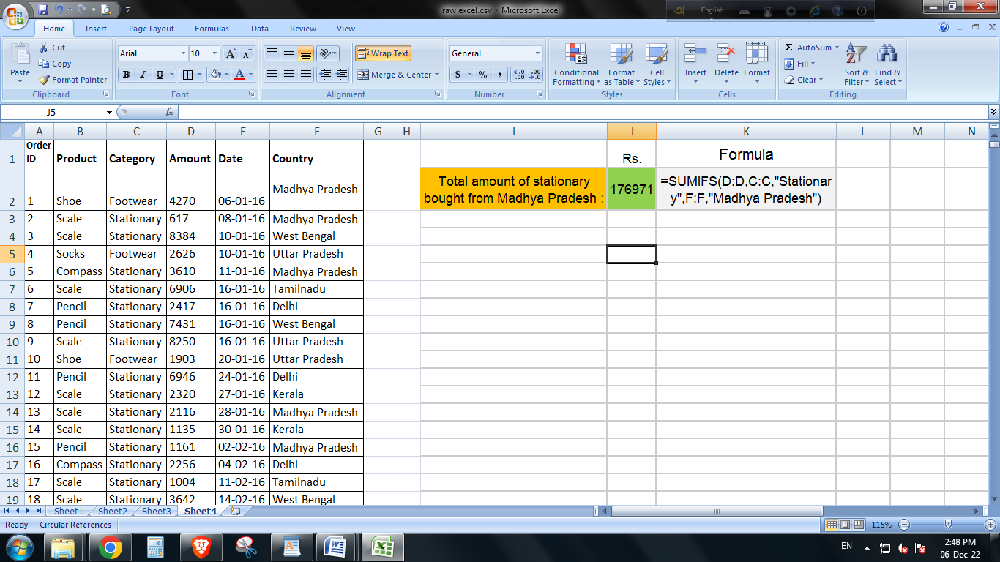 raw excel.csv - Microsoft Excel
English
Home Insert Page Layout Formulas Data Review View
Paste
Cut
Copy
Format Painter
Clipboard
Arial 10
B I U
Font
Wrap Text
Merge & Center
Alignment
General
$ % ,
Number
Conditional Formatting
Format as Table
Cell Styles
Styles
Insert Delete Format
Cells
AutoSum
Fill
Clear
Sort & Filter
Find & Select
Editing
J5 fx
A B C D E F G H I J K L M N
Order
1 ID Product Category Amount Date Country Rs. Formula
2 1 Shoe Footwear 4270 06-01-16 Madhya Pradesh
Total amount of stationary
bought from Madhya Pradesh :
176971
=SUMIFS(D:D,C:C,"Stationar
y",F:F,"Madhya Pradesh")
3 2 Scale Stationary 617 08-01-16 Madhya Pradesh
4 3 Scale Stationary 8384 10-01-16 West Bengal
5 4 Socks Footwear 2626 10-01-16 Uttar Pradesh
6 5 Compass Stationary 3610 11-01-16 Madhya Pradesh
7 6 Scale Stationary 6906 16-01-16 Tamilnadu
8 7 Pencil Stationary 2417 16-01-16 Delhi
9 8 Pencil Stationary 7431 16-01-16 West Bengal
10 9 Scale Stationary 8250 16-01-16 Uttar Pradesh
11 10 Shoe Footwear 1903 20-01-16 Uttar Pradesh
12 11 Pencil Stationary 6946 24-01-16 Delhi
13 12 Scale Stationary 2320 27-01-16 Kerala
14 13 Scale Stationary 2116 28-01-16 Madhya Pradesh
15 14 Scale Stationary 1135 30-01-16 Kerala
16 15 Pencil Stationary 1161 02-02-16 Madhya Pradesh
17 16 Compass Stationary 2256 04-02-16 Delhi
18 17 Scale Stationary 1004 11-02-16 Tamilnadu
19 18 Scale Stationary 3642 14-02-16 West Bengal
Sheet1 Sheet2 Sheet3 Sheet4
Ready Circular References 115%
EN 2:48 PM
06-Dec-22